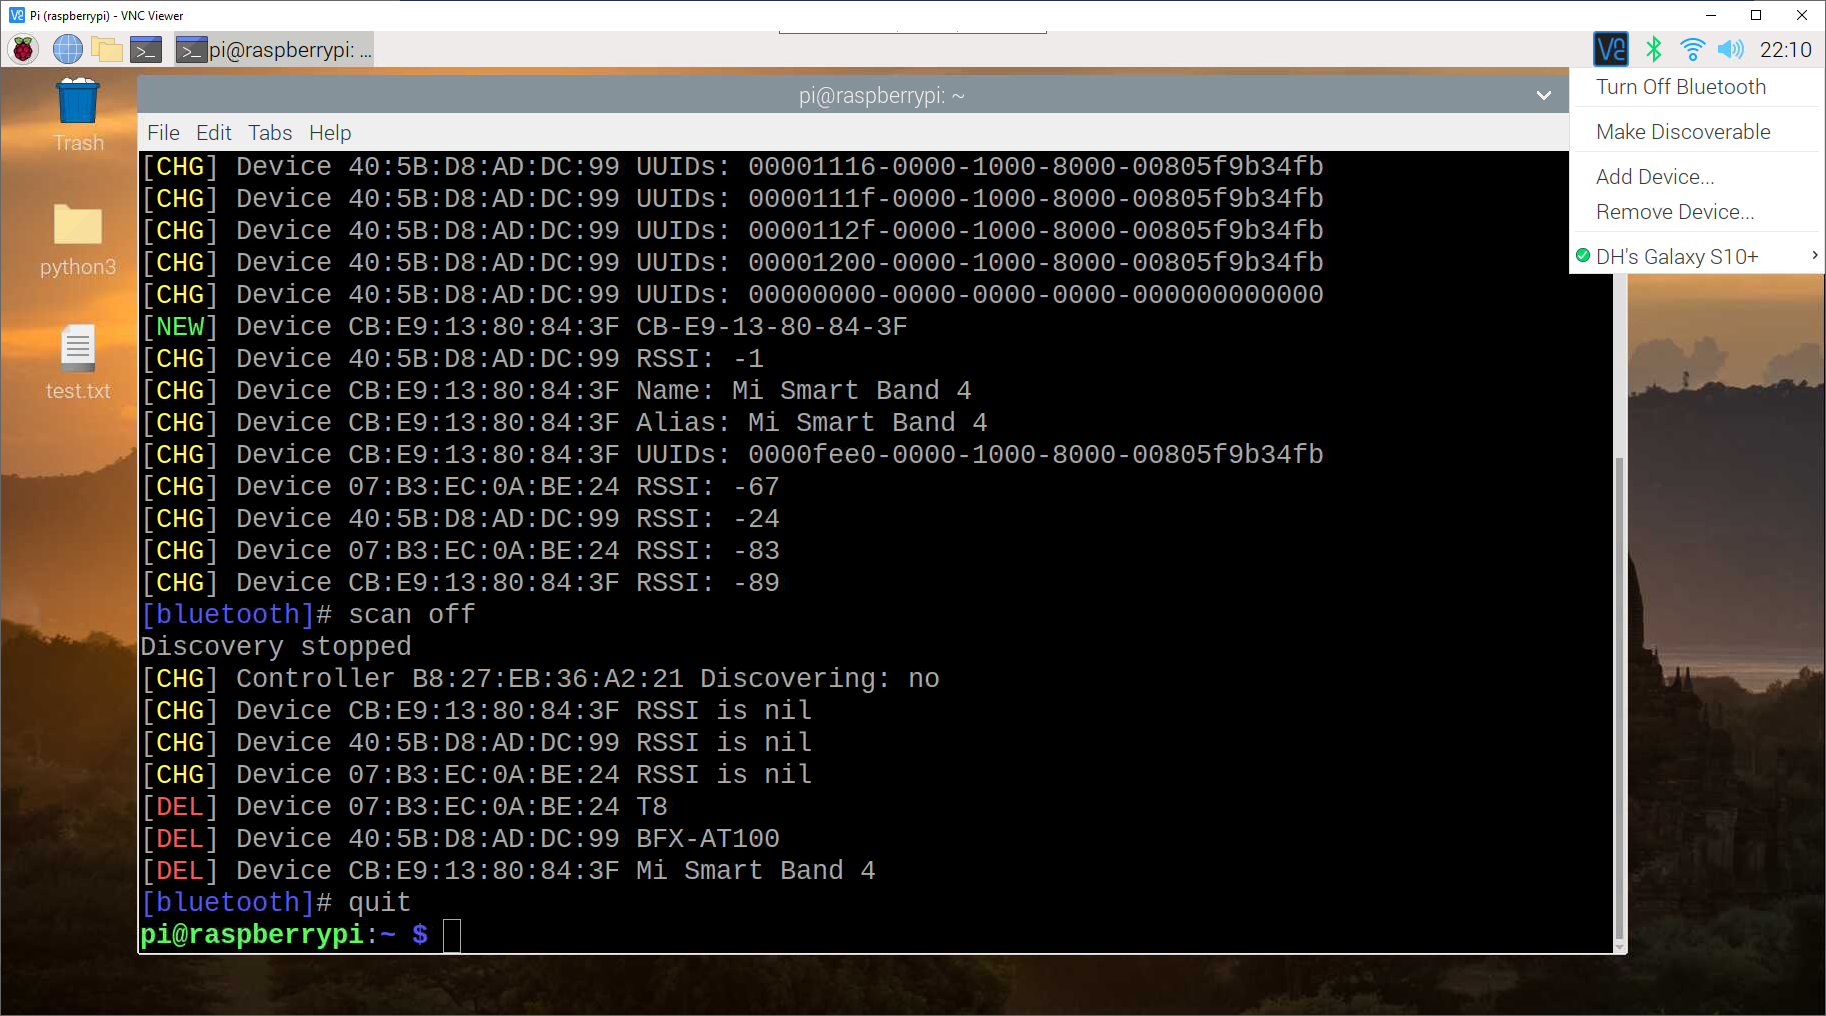 Pi (raspberrypi) - VNC Viewer
pi@raspberrypi: ...
22:10
Trash
python3
test.txt
pi@raspberrypi: ~
File Edit Tabs Help
[CHG] Device 40:5B:D8:AD:DC:99 UUIDs: 00001116-0000-1000-8000-00805f9b34fb
[CHG] Device 40:5B:D8:AD:DC:99 UUIDs: 0000111f-0000-1000-8000-00805f9b34fb
[CHG] Device 40:5B:D8:AD:DC:99 UUIDs: 0000112f-0000-1000-8000-00805f9b34fb
[CHG] Device 40:5B:D8:AD:DC:99 UUIDs: 00001200-0000-1000-8000-00805f9b34fb
[CHG] Device 40:5B:D8:AD:DC:99 UUIDs: 00000000-0000-0000-0000-000000000000
[NEW] Device CB:E9:13:80:84:3F CB-E9-13-80-84-3F
[CHG] Device 40:5B:D8:AD:DC:99 RSSI: -1
[CHG] Device CB:E9:13:80:84:3F Name: Mi Smart Band 4
[CHG] Device CB:E9:13:80:84:3F Alias: Mi Smart Band 4
[CHG] Device CB:E9:13:80:84:3F UUIDs: 0000fee0-0000-1000-8000-00805f9b34fb
[CHG] Device 07:B3:EC:0A:BE:24 RSSI: -67
[CHG] Device 40:5B:D8:AD:DC:99 RSSI: -24
[CHG] Device 07:B3:EC:0A:BE:24 RSSI: -83
[CHG] Device CB:E9:13:80:84:3F RSSI: -89
[bluetooth]# scan off
Discovery stopped
[CHG] Controller B8:27:EB:36:A2:21 Discovering: no
[CHG] Device CB:E9:13:80:84:3F RSSI is nil
[CHG] Device 40:5B:D8:AD:DC:99 RSSI is nil
[CHG] Device 07:B3:EC:0A:BE:24 RSSI is nil
[DEL] Device 07:B3:EC:0A:BE:24 T8
[DEL] Device 40:5B:D8:AD:DC:99 BFX-AT100
[DEL] Device CB:E9:13:80:84:3F Mi Smart Band 4
[bluetooth]# quit
pi@raspberrypi:~ $
Turn Off Bluetooth
Make Discoverable
Add Device...
Remove Device...
DH's Galaxy S10+